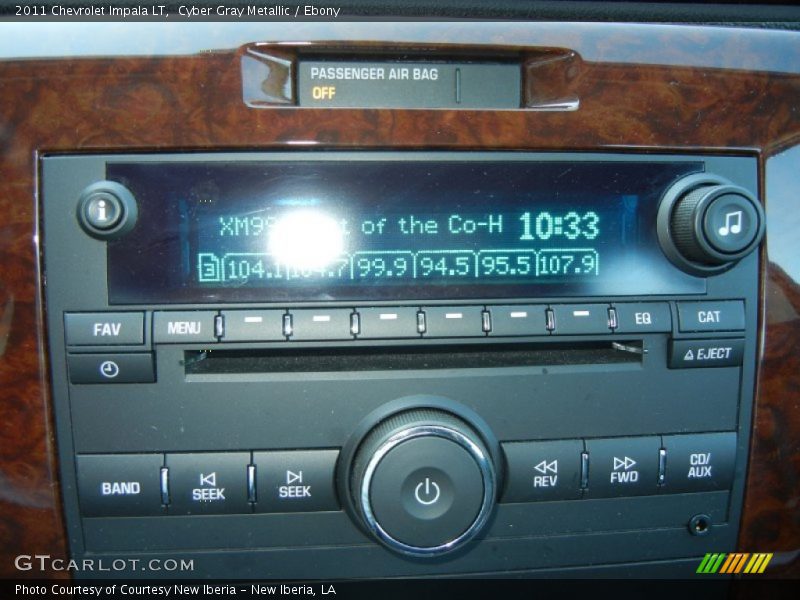 2011 Chevrolet Impala LT,  Cyber Gray Metallic / Ebony
PASSENGER AIR BAG
OFF
i
of the Co-H 10:33
3 104.1 99.9 94.5 95.5 107.9
FAV MENU EQ CAT
EJECT
BAND SEEK SEEK REV FWD CD/
AUX
GTCARLOT.COM
Photo Courtesy of Courtesy New Iberia - New Iberia, LA